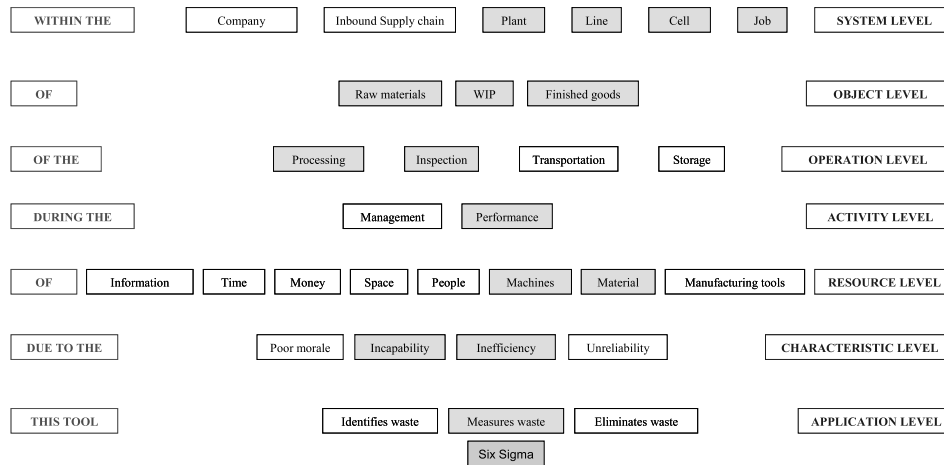 WITHIN THE Company Inbound Supply chain Plant Line Cell Job SYSTEM LEVEL
OF Raw materials WIP Finished goods OBJECT LEVEL
OF THE Processing Inspection Transportation Storage OPERATION LEVEL
DURING THE Management Performance ACTIVITY LEVEL
OF Information Time Money Space People Machines Material Manufacturing tools RESOURCE LEVEL
DUE TO THE Poor morale Incapability Inefficiency Unreliability CHARACTERISTIC LEVEL
THIS TOOL Identifies waste Measures waste Eliminates waste APPLICATION LEVEL
Six Sigma